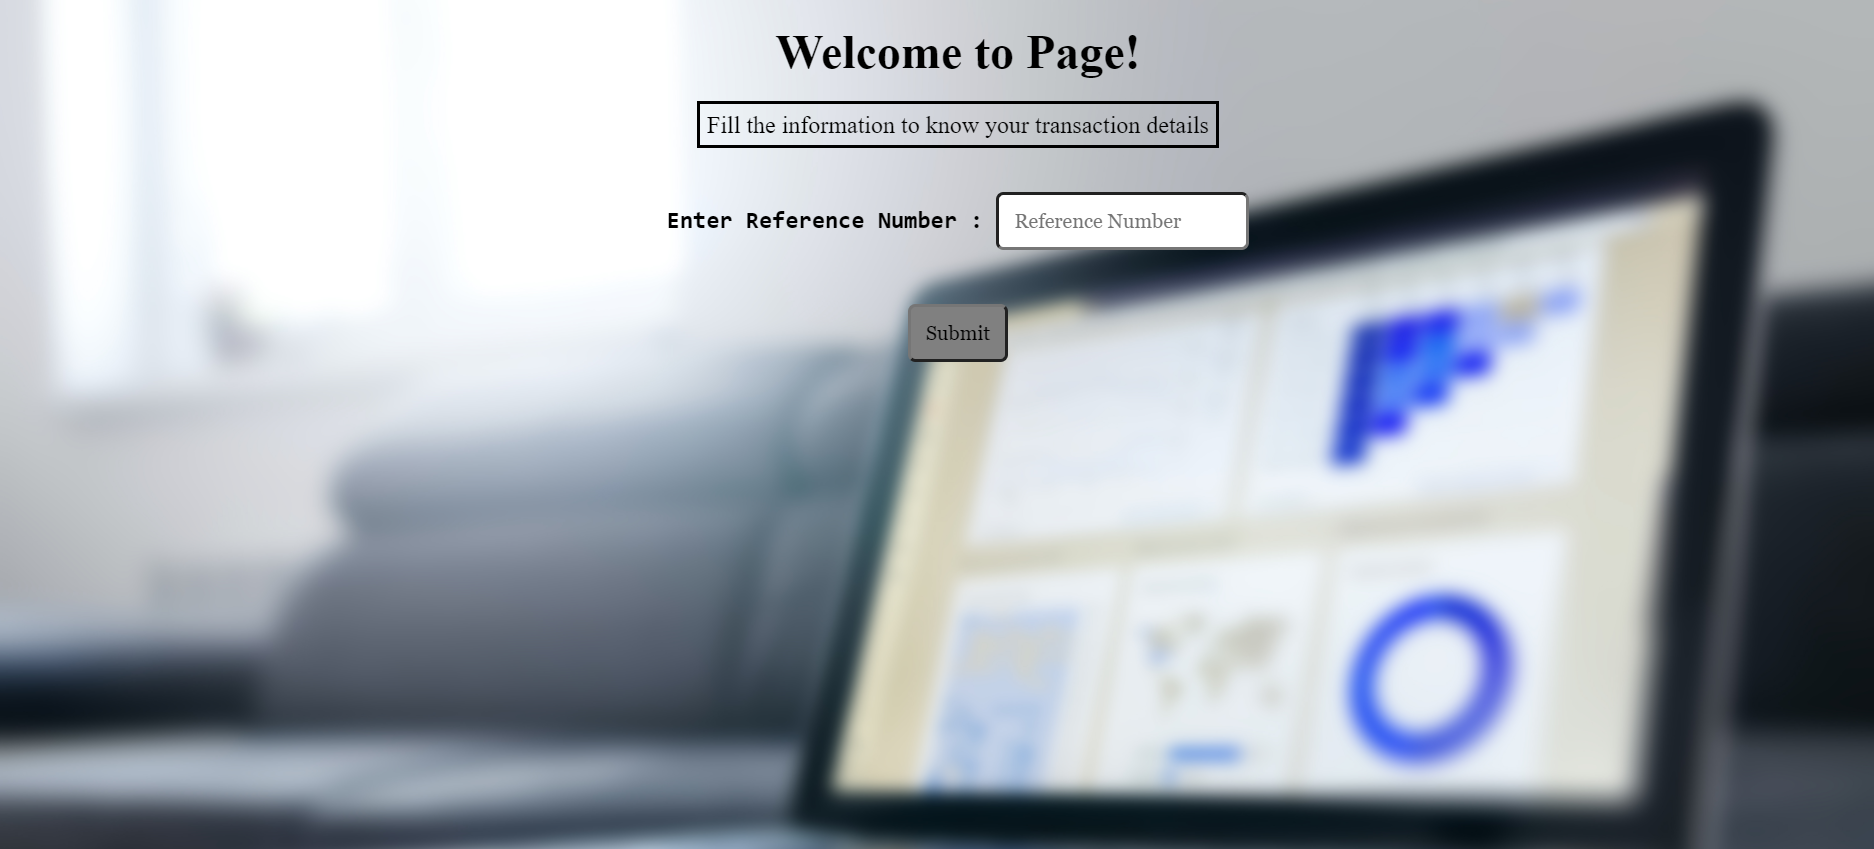 Welcome to Page!
Fill the information to know your transaction details
Enter Reference Number : Reference Number
Submit